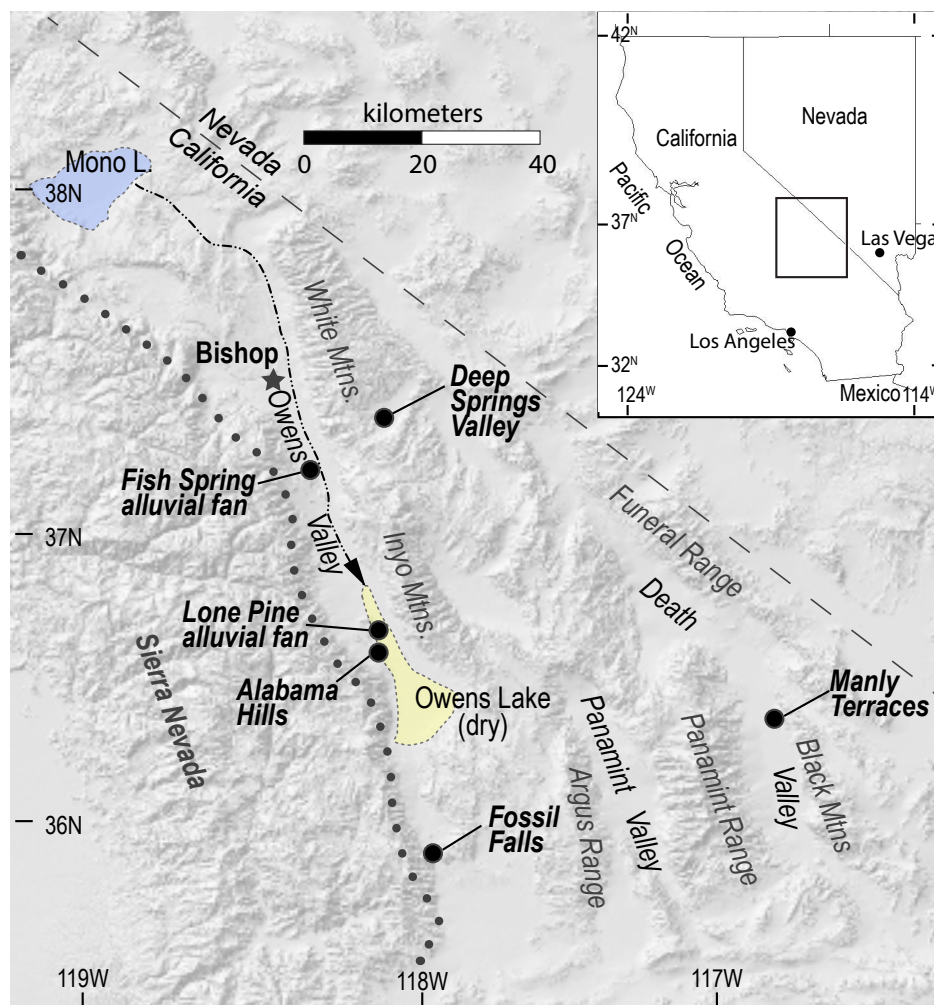 kilometers
0 20 40
Nevada
California
Mono L.
38N
White Mtns.
Bishop
Owens
Valley
Deep
Springs
Valley
Fish Spring
alluvial fan
37N
Inyo Mtns.
Funeral Range
Death
Valley
Lone Pine
alluvial fan
Alabama
Hills
Sierra Nevada
Owens Lake
(dry)
Manly
Terraces
Panamint
Valley
Argus Range
Panamint Range
Black Mtns
36N
Fossil
Falls
119W
118W
117W
42N
Nevada
California
Pacific
Ocean
37N
Las Vega
Los Angeles
32N
Mexico
124W
114W